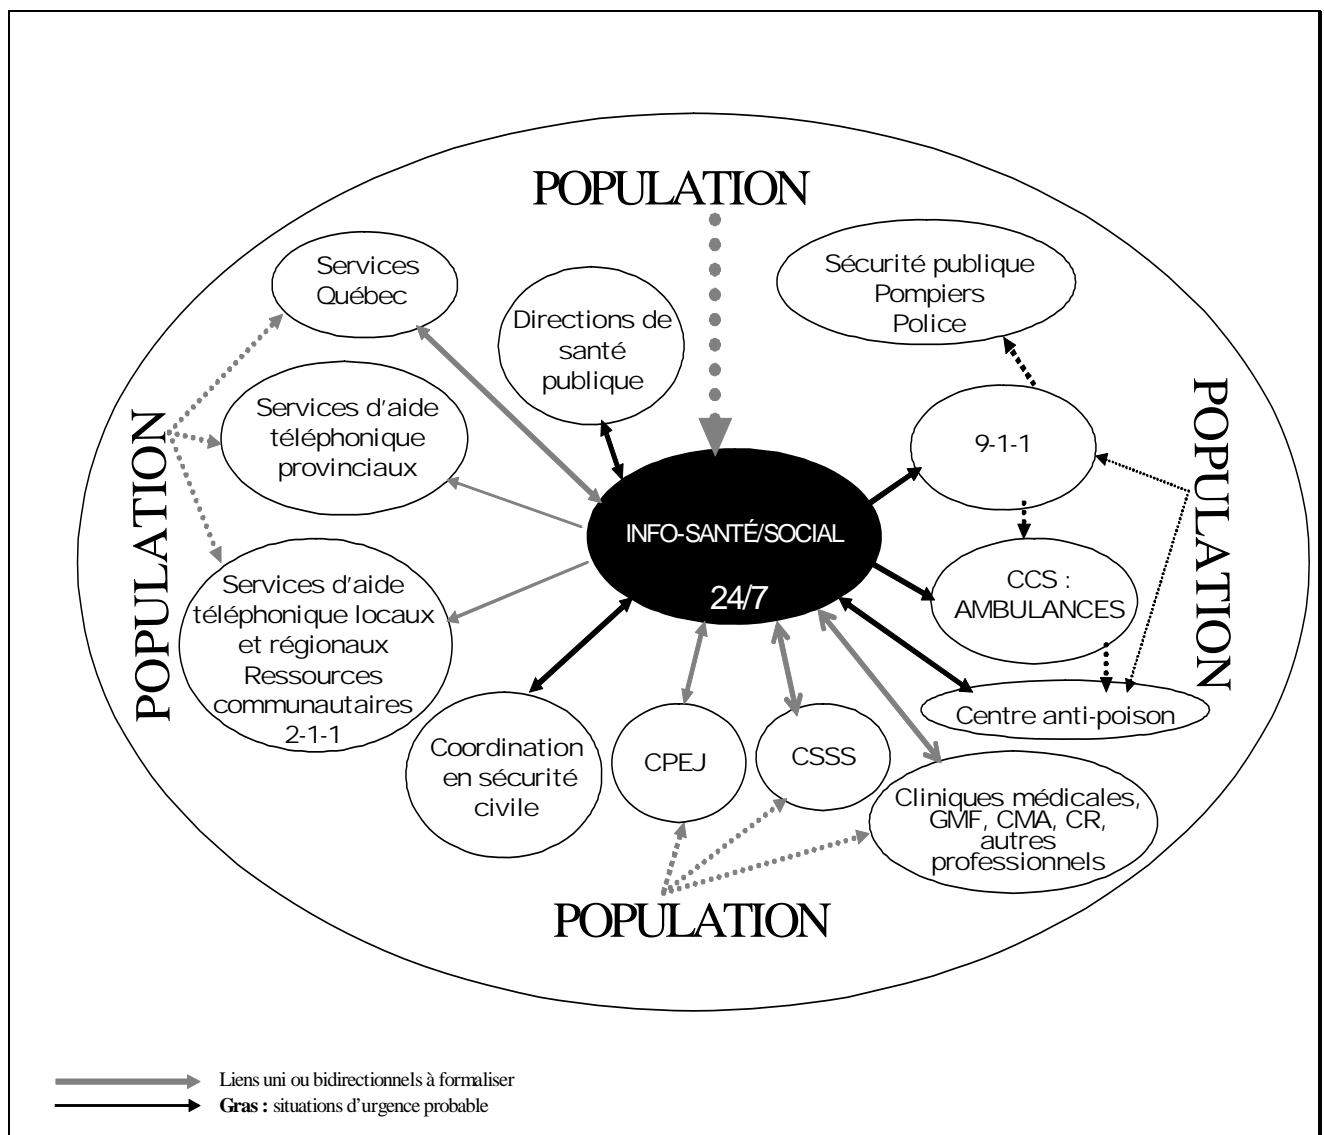 POPULATION
Services
Québec
Directions de
santé
publique
Sécurité publique
Pompiers
Police
Services d'aide
téléphonique
provinciaux
9-1-1
POPULATION
POPULATION
INFO-SANTÉ/SOCIAL
24/7
Services d'aide
téléphonique locaux
et régionaux
Ressources
communautaires
2-1-1
CCS :
AMBULANCES
Centre anti-poison
Coordination
en sécurité
civile
CPEJ
CSSS
Cliniques médicales,
GMF, CMA, CR,
autres
professionnels
POPULATION
Liens uni ou bidirectionnels à formaliser
Gras : situations d'urgence probable